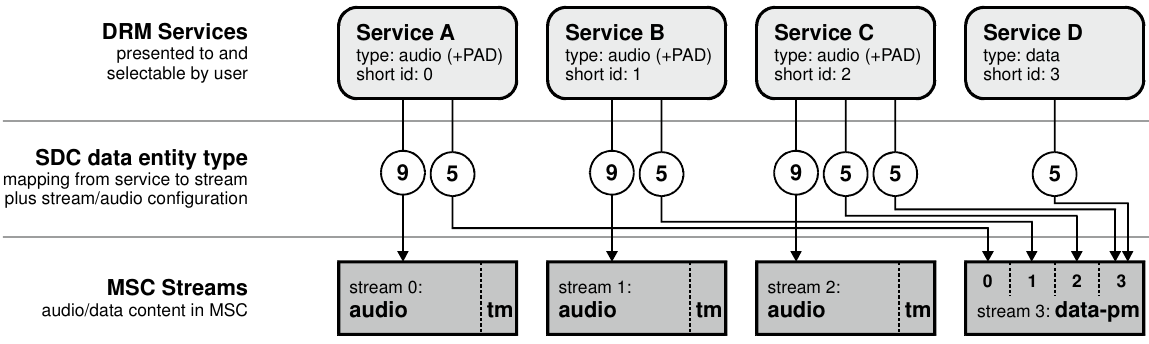 DRM Services
presented to and
selectable by user
Service A
type: audio (+PAD)
short id: 0
Service B
type: audio (+PAD)
short id: 1
Service C
type: audio (+PAD)
short id: 2
Service D
type: data
short id: 3
SDC data entity type
mapping from service to stream
plus stream/audio configuration
9 5 9 5 9 5 5 5
MSC Streams
audio/data content in MSC
stream 0:
audio tm
stream 1:
audio tm
stream 2:
audio tm
0 1 2 3
stream 3: data-pm